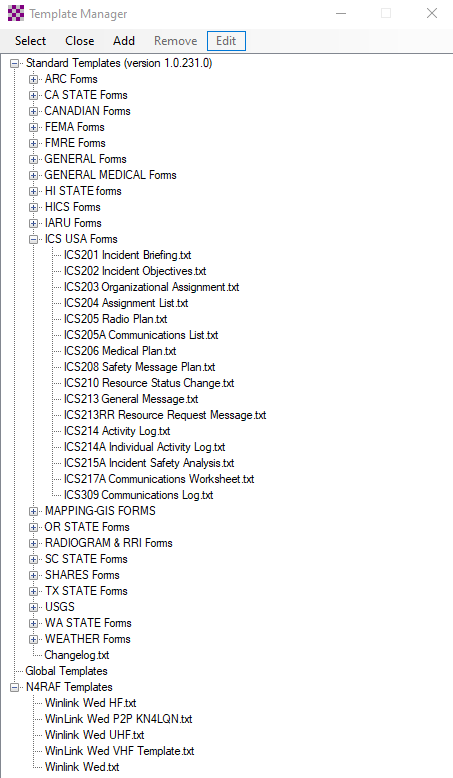 Template Manager
Select Close Add Remove Edit
Standard Templates (version 1.0.231.0)
ARC Forms
CA STATE Forms
CANADIAN Forms
FEMA Forms
FMRE Forms
GENERAL Forms
GENERAL MEDICAL Forms
HI STATE forms
HICS Forms
IARU Forms
ICS USA Forms
ICS201 Incident Briefing.txt
ICS202 Incident Objectives.txt
ICS203 Organizational Assignment.txt
ICS204 Assignment List.txt
ICS205 Radio Plan.txt
ICS205A Communications List.txt
ICS206 Medical Plan.txt
ICS208 Safety Message Plan.txt
ICS210 Resource Status Change.txt
ICS213 General Message.txt
ICS213RR Resource Request Message.txt
ICS214 Activity Log.txt
ICS214A Individual Activity Log.txt
ICS215A Incident Safety Analysis.txt
ICS217A Communications Worksheet.txt
ICS309 Communications Log.txt
MAPPING-GIS FORMS
OR STATE Forms
RADIOGRAM & RRI Forms
SC STATE Forms
SHARES Forms
TX STATE Forms
USGS
WA STATE Forms
WEATHER Forms
Changelog.txt
Global Templates
N4RAF Templates
Winlink Wed HF.txt
WinLink Wed P2P KN4LQN.txt
Winlink Wed UHF.txt
WinLink Wed VHF Template.txt
Winlink Wed.txt